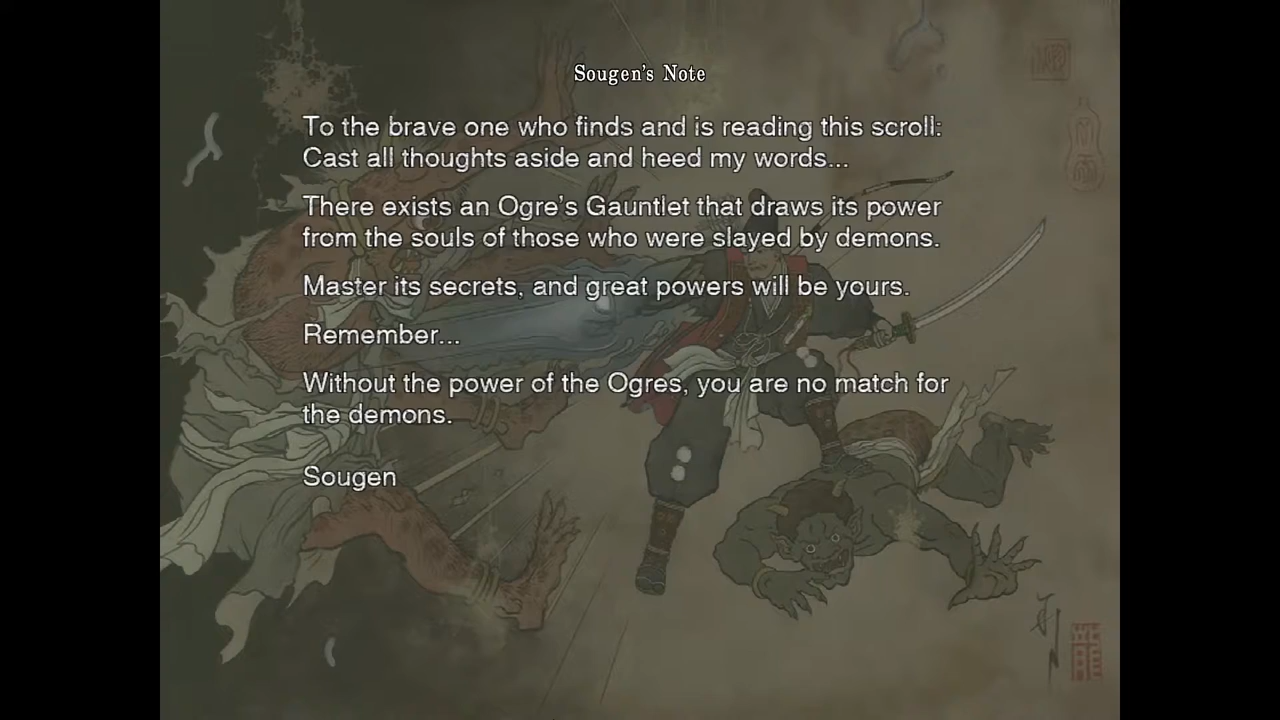 Sougen's Note
To the brave one who finds and is reading this scroll:
Cast all thoughts aside and heed my words...
There exists an Ogre's Gauntlet that draws its power
from the souls of those who were slayed by demons.
Master its secrets, and great powers will be yours.
Remember...
Without the power of the Ogres, you are no match for
the demons.
Sougen